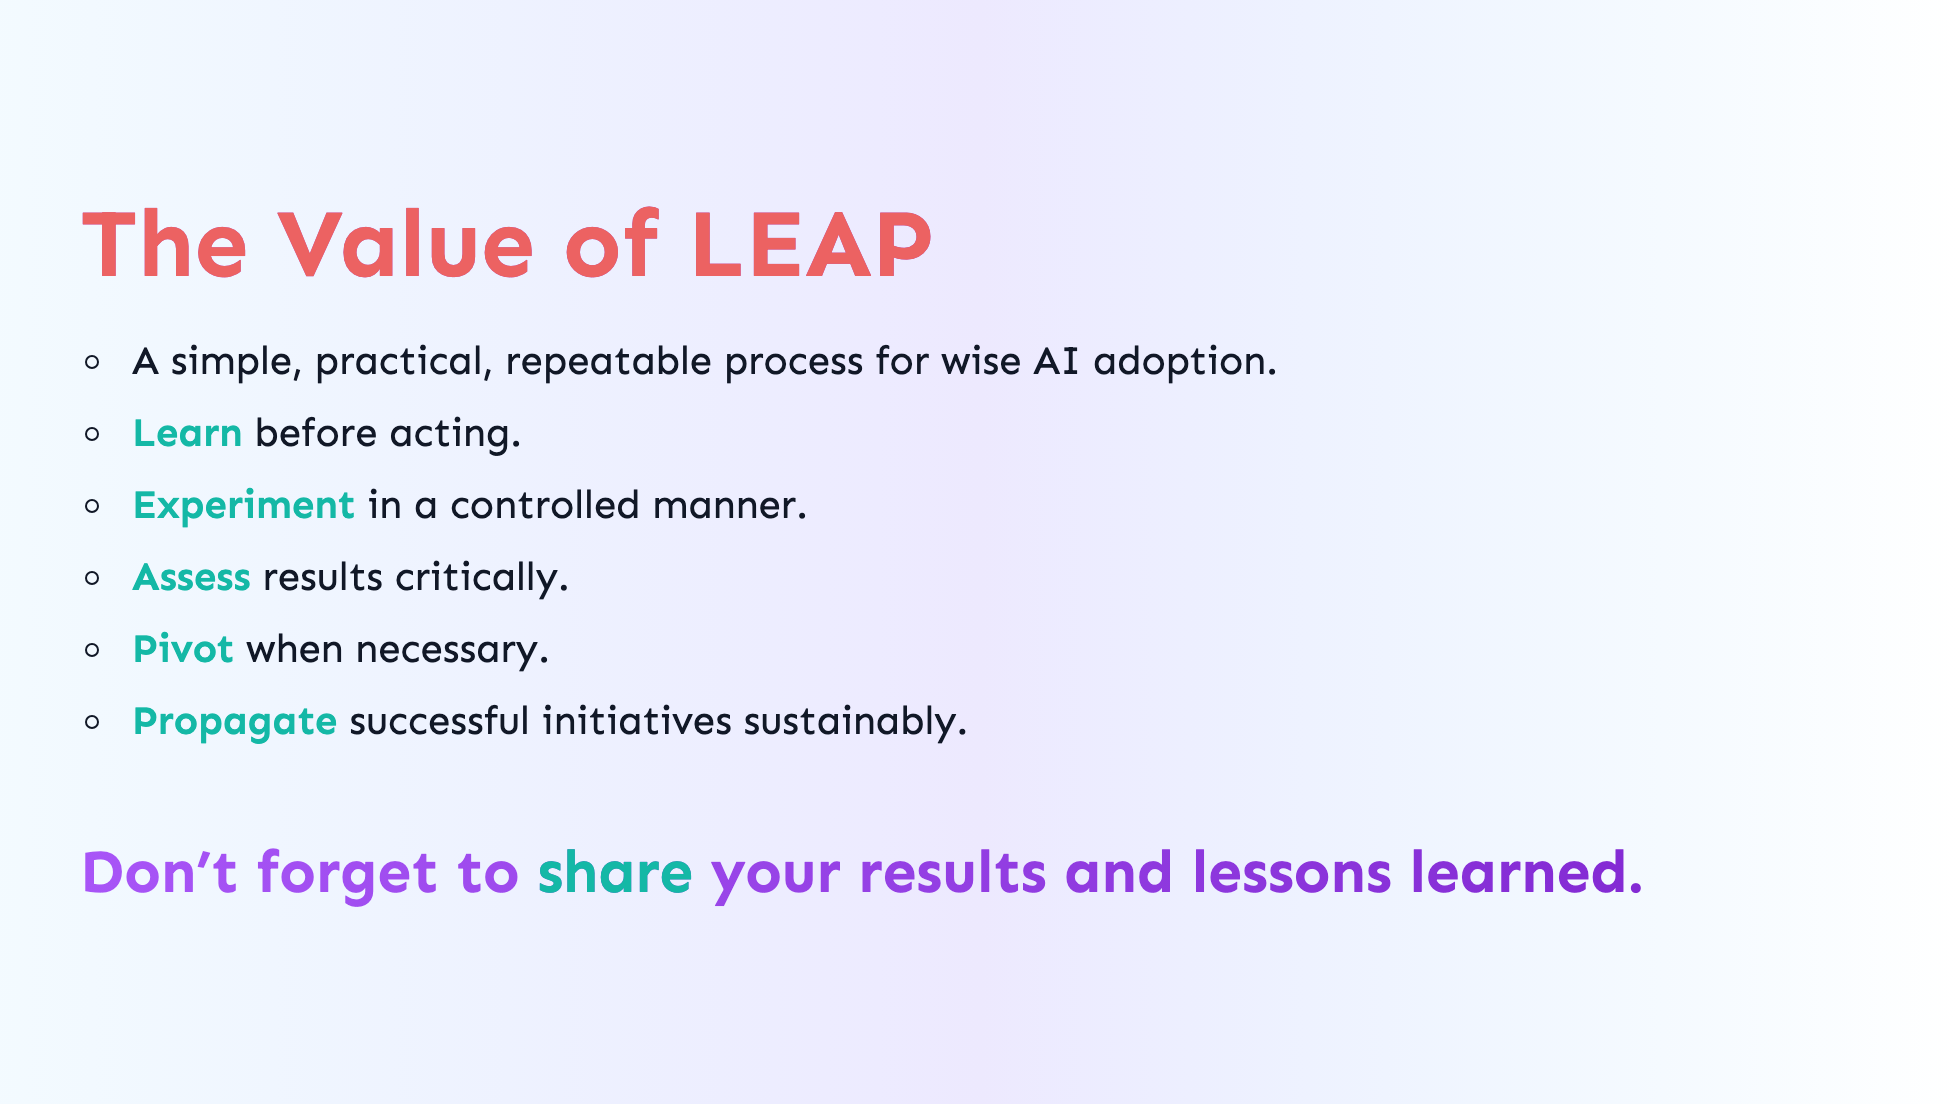 The Value of LEAP
A simple, practical, repeatable process for wise AI adoption.
Learn before acting.
Experiment in a controlled manner.
Assess results critically.
Pivot when necessary.
Propagate successful initiatives sustainably.
Don’t forget to share your results and lessons learned.